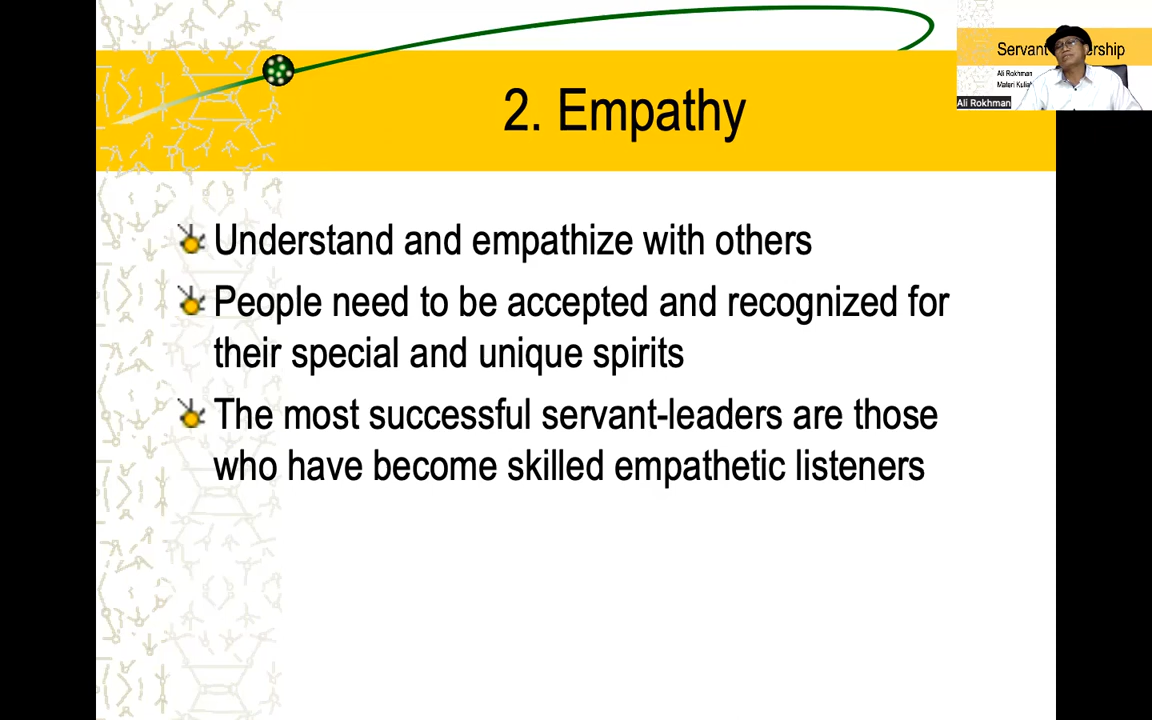 2. Empathy
Understand and empathize with others
People need to be accepted and recognized for
their special and unique spirits
The most successful servant-leaders are those
who have become skilled empathetic listeners
Servant ership
Ali Rokhman
Materi Kuliah
Ali Rokhman